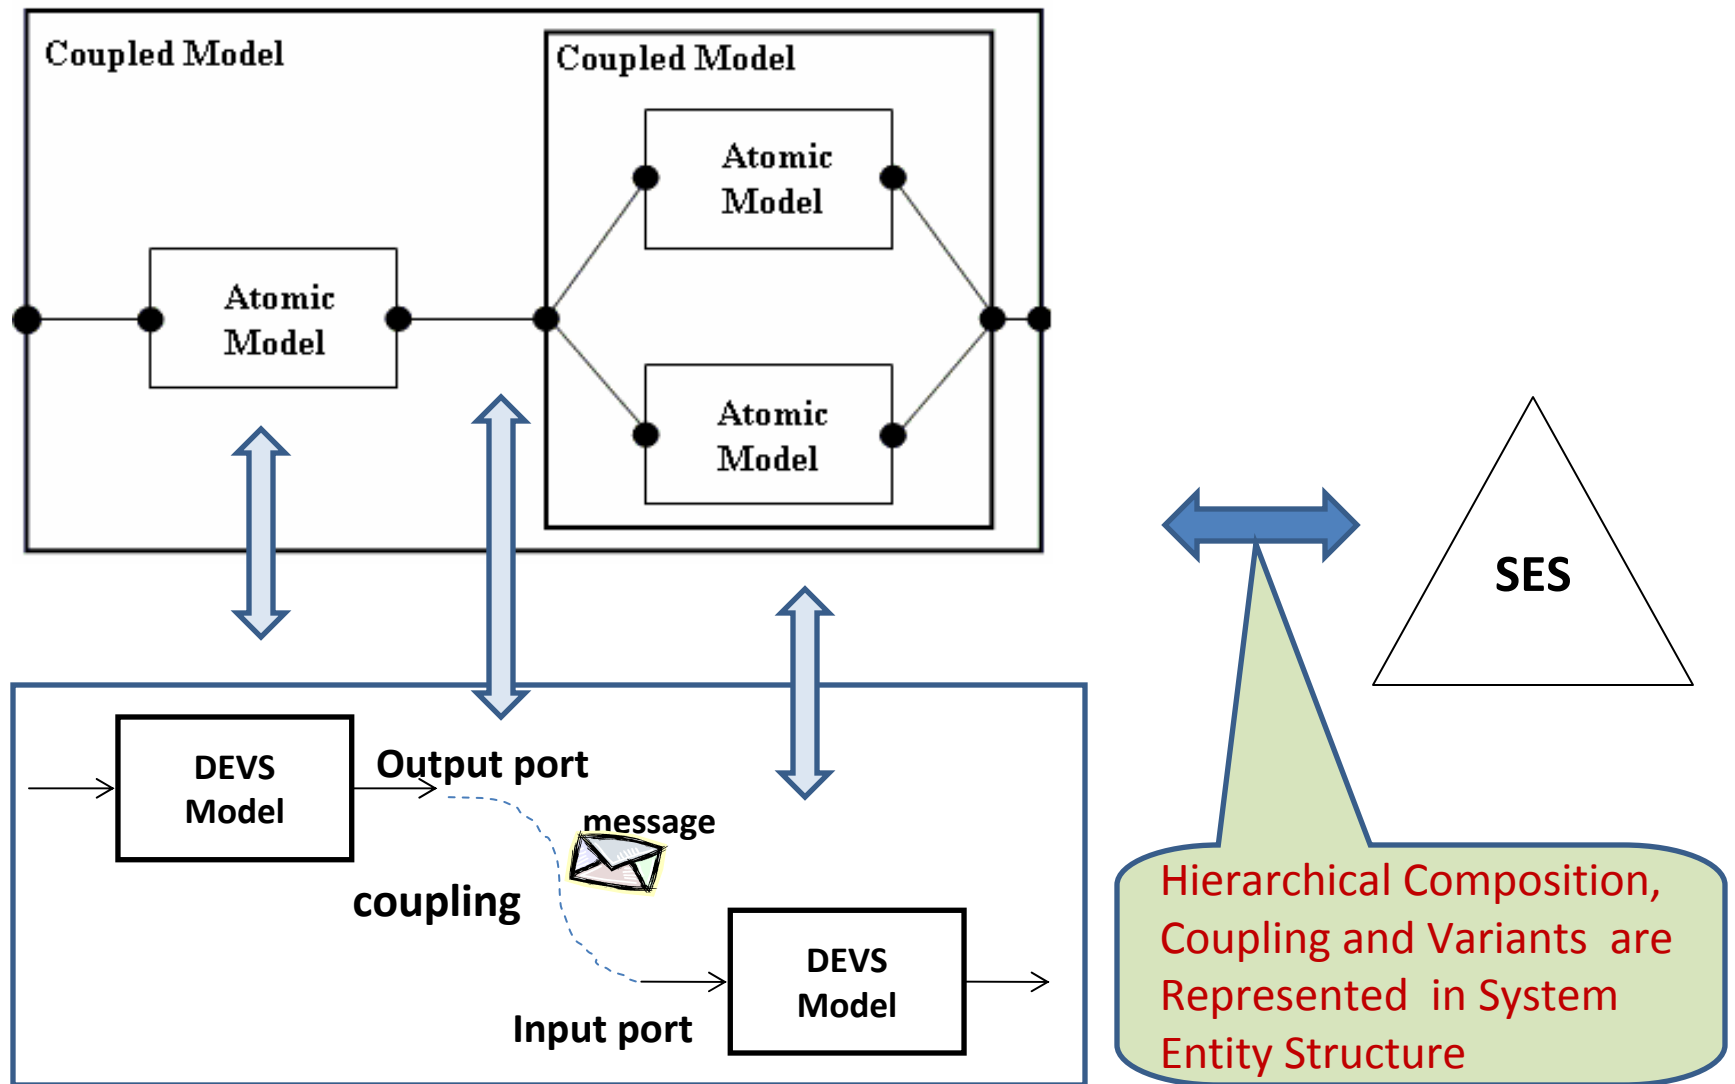 Coupled Model
Coupled Model
Atomic
Model
Atomic
Model
Atomic
Model
SES
DEVS
Model
Output port
message
coupling
DEVS
Model
Input port
Hierarchical Composition,
Coupling and Variants are
Represented in System
Entity Structure